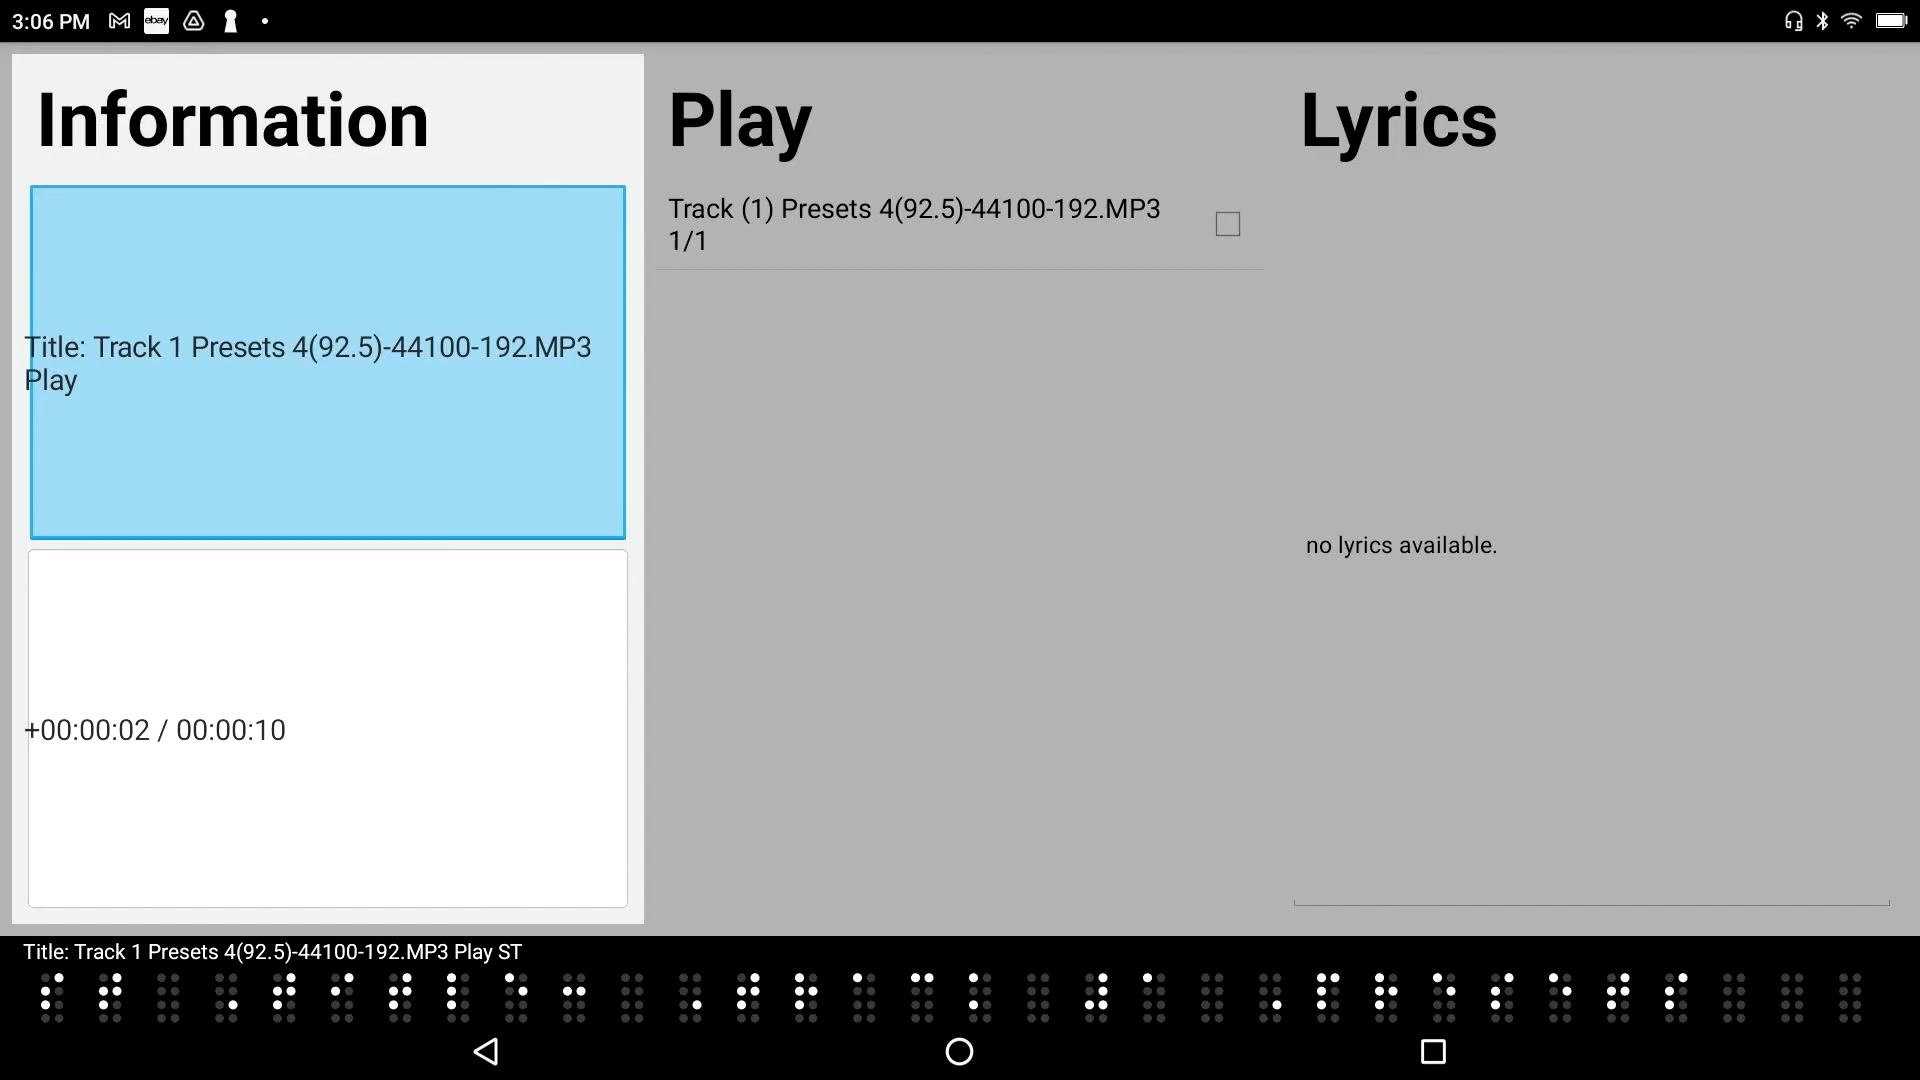 3:06 PM
ebay
Information
Title: Track 1 Presets 4(92.5)-44100-192.MP3
Play
+00:00:02 / 00:00:10
Play
Track (1) Presets 4(92.5)-44100-192.MP3
1/1
Lyrics
no lyrics available.
Title: Track 1 Presets 4(92.5)-44100-192.MP3 Play ST